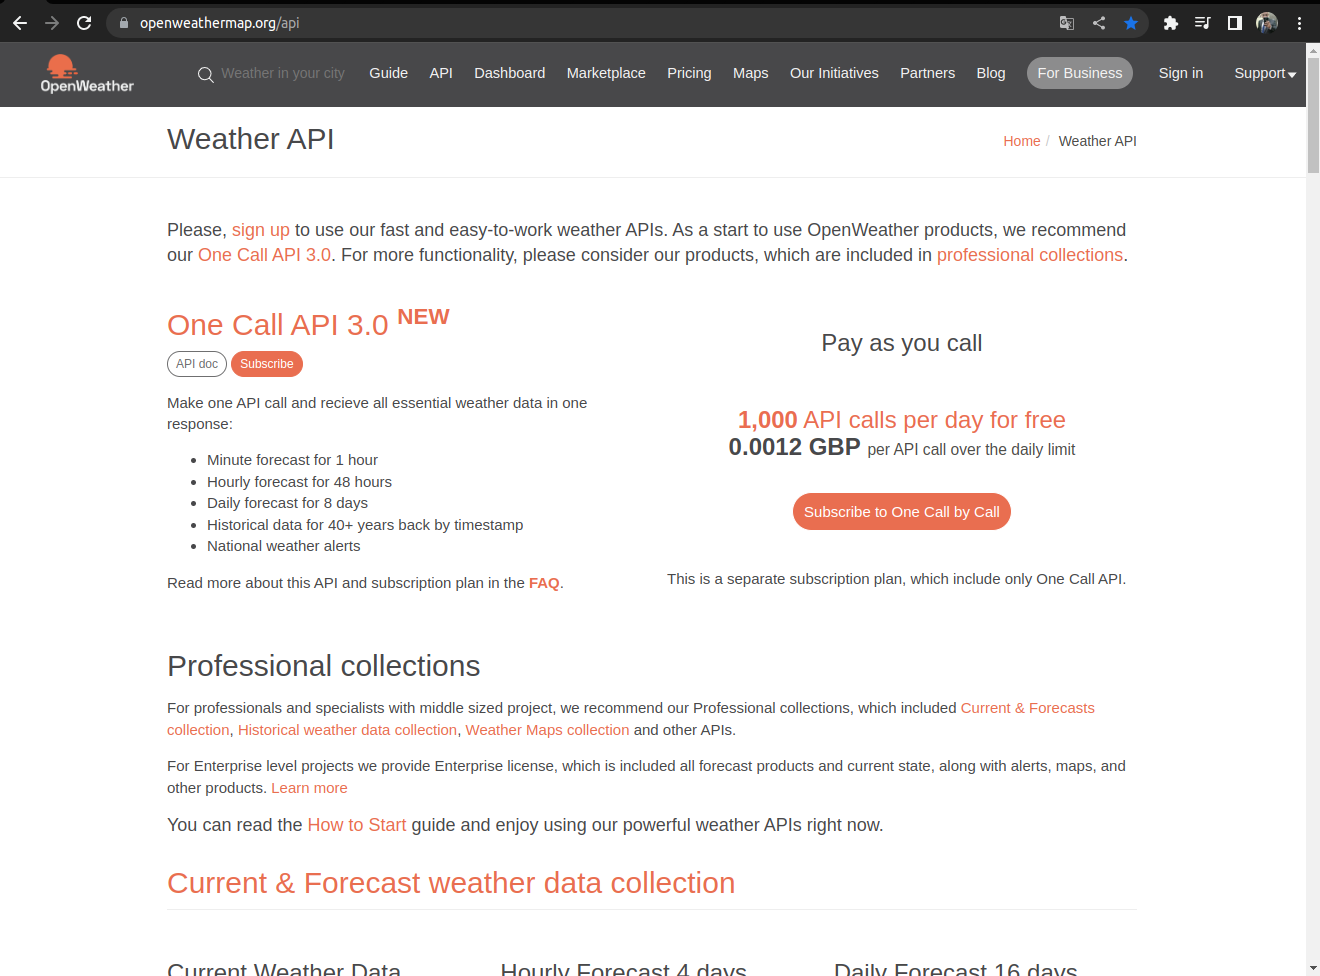 openweathermap.org/api
OpenWeather
Weather in your city
Guide
API
Dashboard
Marketplace
Pricing
Maps
Our Initiatives
Partners
Blog
For Business
Sign in
Support
Weather API
Home / Weather API
Please, sign up to use our fast and easy-to-work weather APIs. As a start to use OpenWeather products, we recommend
our One Call API 3.0. For more functionality, please consider our products, which are included in professional collections.
One Call API 3.0 NEW
API doc
Subscribe
Make one API call and recieve all essential weather data in one
response:
Minute forecast for 1 hour
Hourly forecast for 48 hours
Daily forecast for 8 days
Historical data for 40+ years back by timestamp
National weather alerts
Read more about this API and subscription plan in the FAQ.
Pay as you call
1,000 API calls per day for free
0.0012 GBP per API call over the daily limit
Subscribe to One Call by Call
This is a separate subscription plan, which include only One Call API.
Professional collections
For professionals and specialists with middle sized project, we recommend our Professional collections, which included Current & Forecasts
collection, Historical weather data collection, Weather Maps collection and other APIs.
For Enterprise level projects we provide Enterprise license, which is included all forecast products and current state, along with alerts, maps, and
other products. Learn more
You can read the How to Start guide and enjoy using our powerful weather APIs right now.
Current & Forecast weather data collection
Current Weather Data
Hourly Forecast 4 days
Daily Forecast 16 days